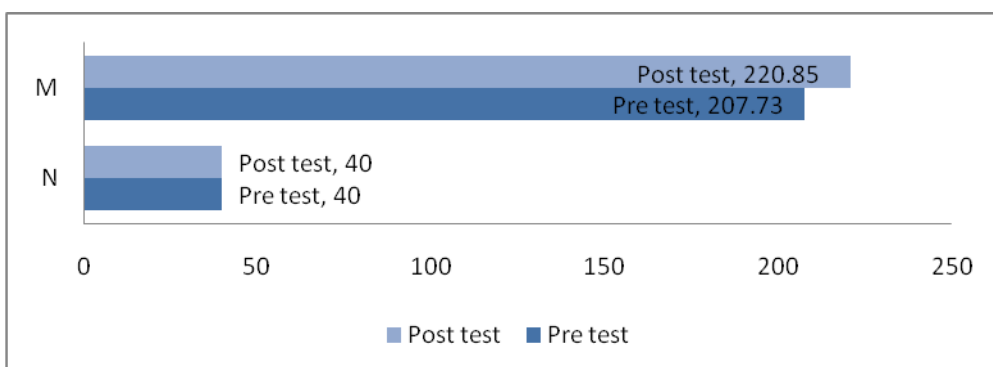 M
Post test, 220.85
Pre test, 207.73
N
Post test, 40
Pre test, 40
0 50 100 150 200 250
Post test Pre test